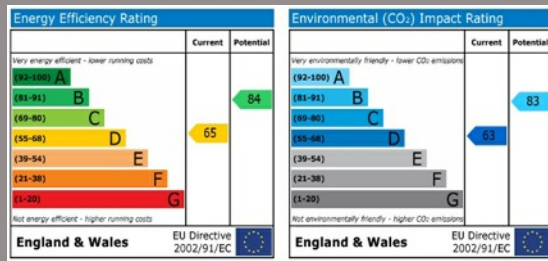 Energy Efficiency Rating
Current Potential
Very energy efficient - lower running costs
(92-100) A
(81-91) B
84
(69-80) C
(55-68) D
65
(39-54) E
(21-38) F
(1-20) G
Not energy efficient - higher running costs
England & Wales
EU Directive
2002/91/EC
Environmental (CO₂) Impact Rating
Current Potential
Very environmentally friendly - lower CO₂ emissions
(92-100) A
(81-91) B
83
(69-80) C
(55-68) D
63
(39-54) E
(21-38) F
(1-20) G
Not environmentally friendly - higher CO₂ emissions
England & Wales
EU Directive
2002/91/EC